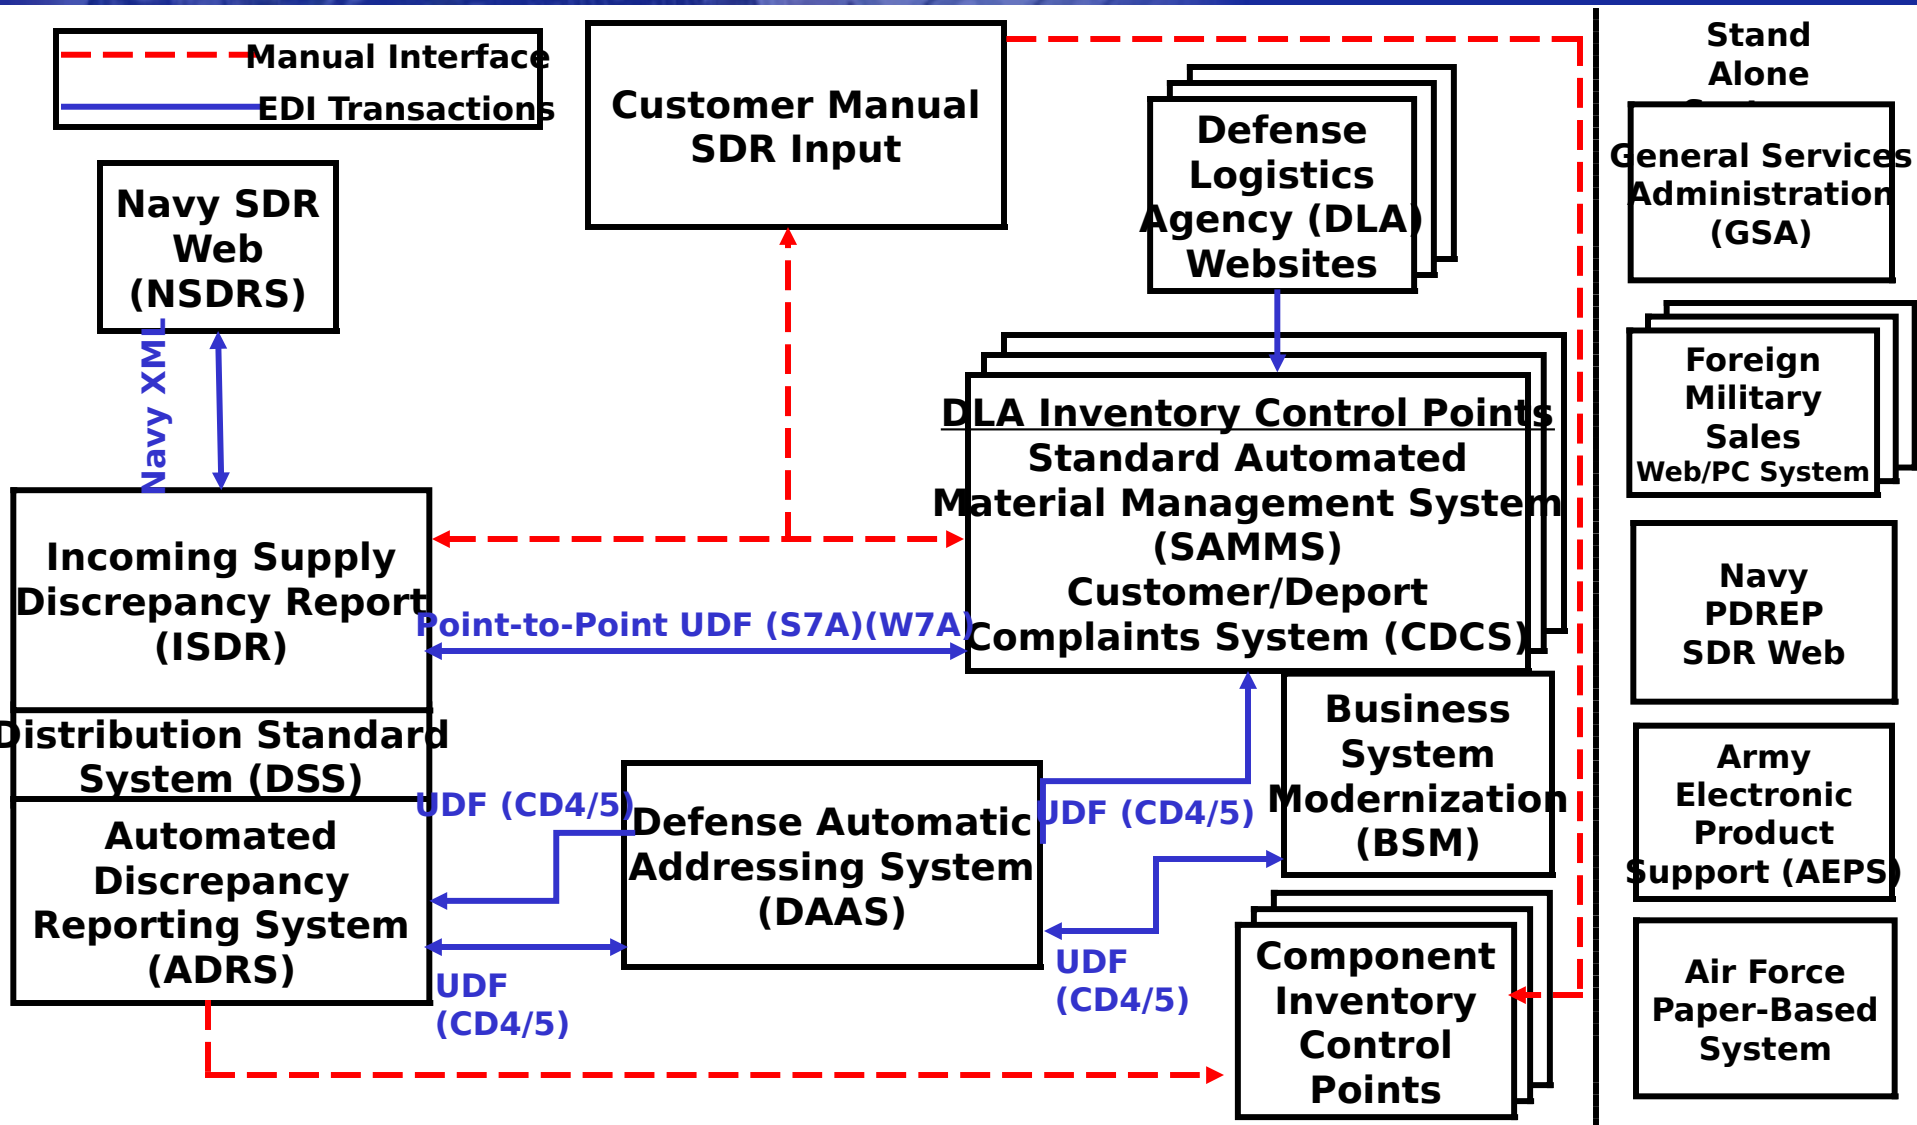 Manual Interface
EDI Transactions
Customer Manual
SDR Input
Defense
Logistics
Agency (DLA)
Websites
Navy SDR
Web
(NSDRS)
Navy XML
DLA Inventory Control Points
Standard Automated
Material Management System
(SAMMS)
Customer/Deport
Complaints System (CDCS)
Incoming Supply
Discrepancy Report
(ISDR)
Point-to-Point UDF (S7A)(W7A)
Distribution Standard
System (DSS)
Automated
Discrepancy
Reporting System
(ADRS)
UDF (CD4/5)
UDF
(CD4/5)
Defense Automatic
Addressing System
(DAAS)
UDF (CD4/5)
UDF
(CD4/5)
Business
System
Modernization
(BSM)
Component
Inventory
Control
Points
Stand
Alone
General Services
Administration
(GSA)
Foreign
Military
Sales
Web/PC System
Navy
PDREP
SDR Web
Army
Electronic
Product
Support (AEPS)
Air Force
Paper-Based
System